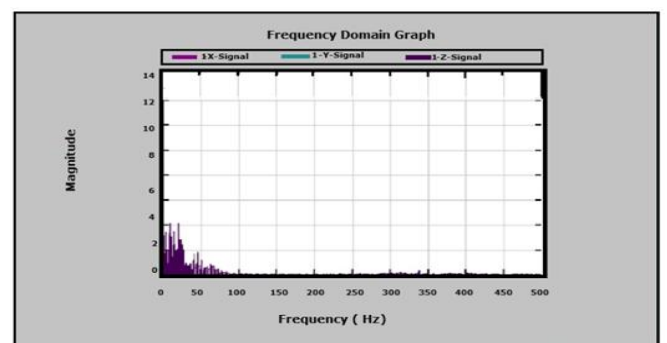 Frequency Domain Graph
1X-Signal 1-Y-Signal 1-Z-Signal
Magnitude
14
12
10
8
6
4
2
0
0 50 100 150 200 250 300 350 400 450 500
Frequency ( Hz)